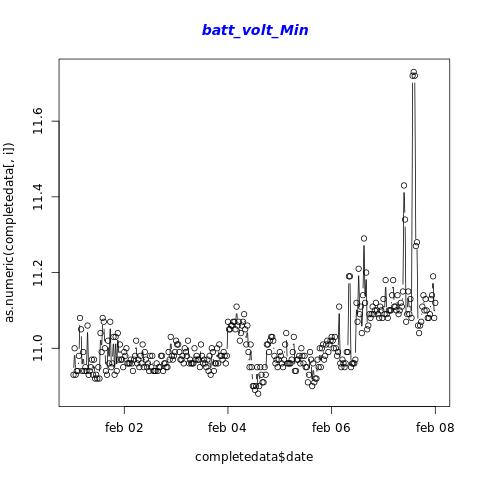 batt_volt_Min
as.numeric(completedata[, i])
11.6
11.4
11.2
11.0
feb 02
feb 04
feb 06
feb 08
completedata$date